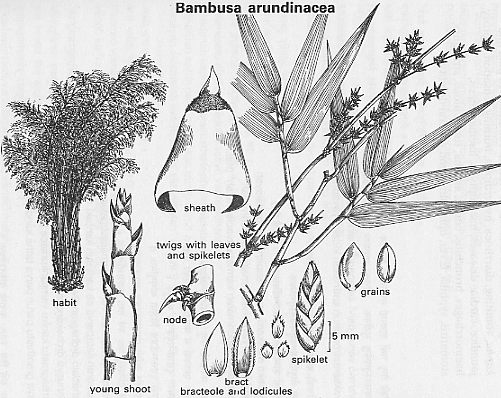 Bambusa arundinacea
sheath
twigs with leaves
and spikelets
habit
node
grains
5 mm
spikelet
young shoot
bract
bracteole and lodicules